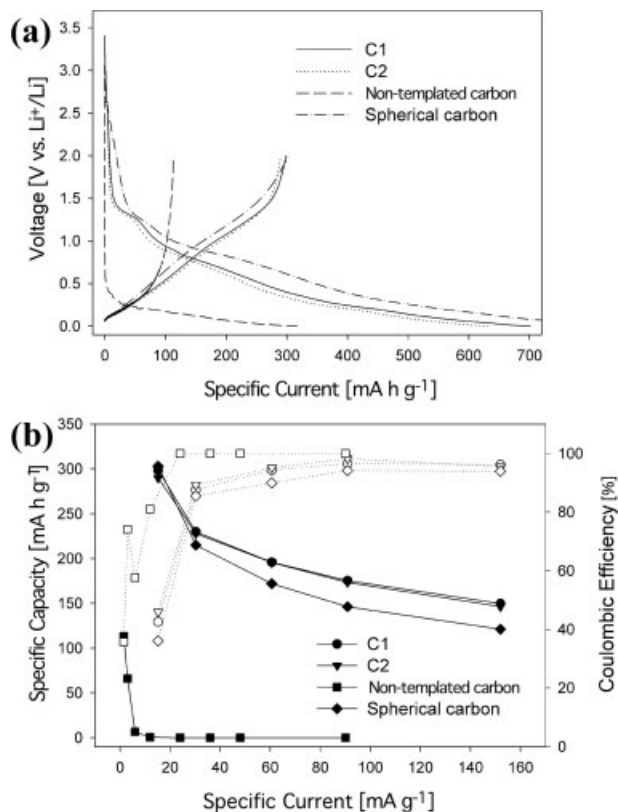 (a)
3.5
3.0
2.5
2.0
1.5
1.0
0.5
0.0
Voltage [V vs. Li+/Li]
C1
C2
Non-templated carbon
Spherical carbon
0 100 200 300 400 500 600 700
Specific Current [mA h g-1]
(b)
350
300
250
200
150
100
50
0
Specific Capacity [mA h g-1]
100
80
60
40
20
0
Coulombic Efficiency [%]
C1
C2
Non-templated carbon
Spherical carbon
0 20 40 60 80 100 120 140 160
Specific Current [mA g-1]